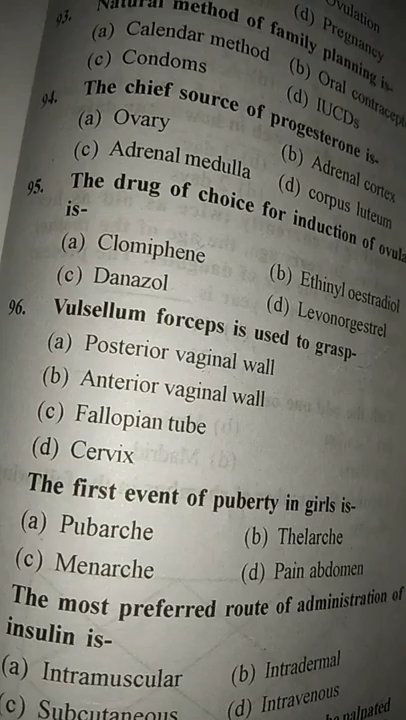 Ovulation
(d) Pregnancy
93. Natural method of family planning is-
(a) Calendar method (b) Oral contracept
(c) Condoms (d) IUCDs
94. The chief source of progesterone is-
(a) Ovary (b) Adrenal cortex
(c) Adrenal medulla (d) corpus luteum
95. The drug of choice for induction of ovula
is-
(a) Clomiphene (b) Ethinyl oestradiol
(c) Danazol (d) Levonorgestrel
96. Vulsellum forceps is used to grasp-
(a) Posterior vaginal wall
(b) Anterior vaginal wall
(c) Fallopian tube
(d) Cervix
The first event of puberty in girls is-
(a) Pubarche (b) Thelarche
(c) Menarche (d) Pain abdomen
The most preferred route of administration of
insulin is-
(a) Intramuscular (b) Intradermal
(c) Subcutaneous (d) Intravenous
be palpated